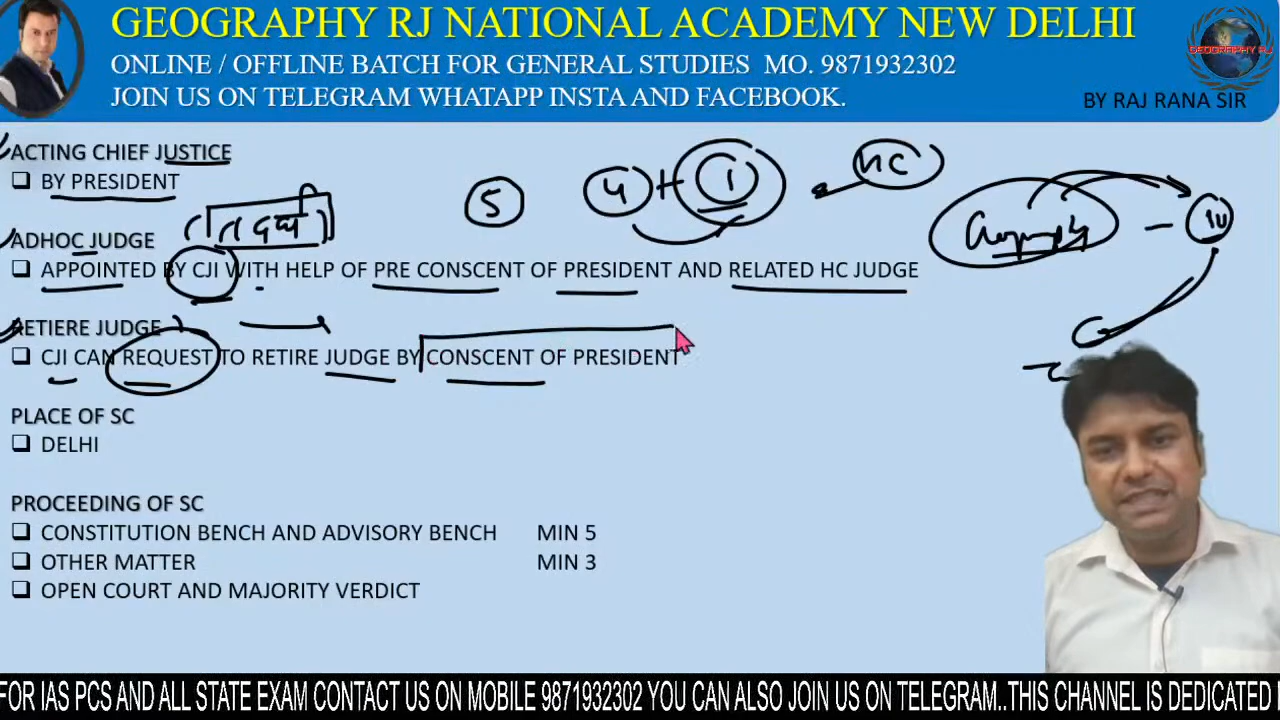 GEOGRAPHY RJ NATIONAL ACADEMY NEW DELHI
ONLINE / OFFLINE BATCH FOR GENERAL STUDIES MO. 9871932302
JOIN US ON TELEGRAM WHATAPP INSTA AND FACEBOOK.
GEOGRAPHY RJ
BY RAJ RANA SIR
ACTING CHIEF JUSTICE
❑ BY PRESIDENT
5 4 + 1 HC
ADHOC JUDGE
❑ APPOINTED BY CJI WITH HELP OF PRE CONSCENT OF PRESIDENT AND RELATED HC JUDGE
RETIERE JUDGE
❑ CJI CAN REQUEST TO RETIRE JUDGE BY CONSCENT OF PRESIDENT
PLACE OF SC
❑ DELHI
PROCEEDING OF SC
❑ CONSTITUTION BENCH AND ADVISORY BENCH MIN 5
❑ OTHER MATTER MIN 3
❑ OPEN COURT AND MAJORITY VERDICT
FOR IAS PCS AND ALL STATE EXAM CONTACT US ON MOBILE 9871932302 YOU CAN ALSO JOIN US ON TELEGRAM..THIS CHANNEL IS DEDICATED